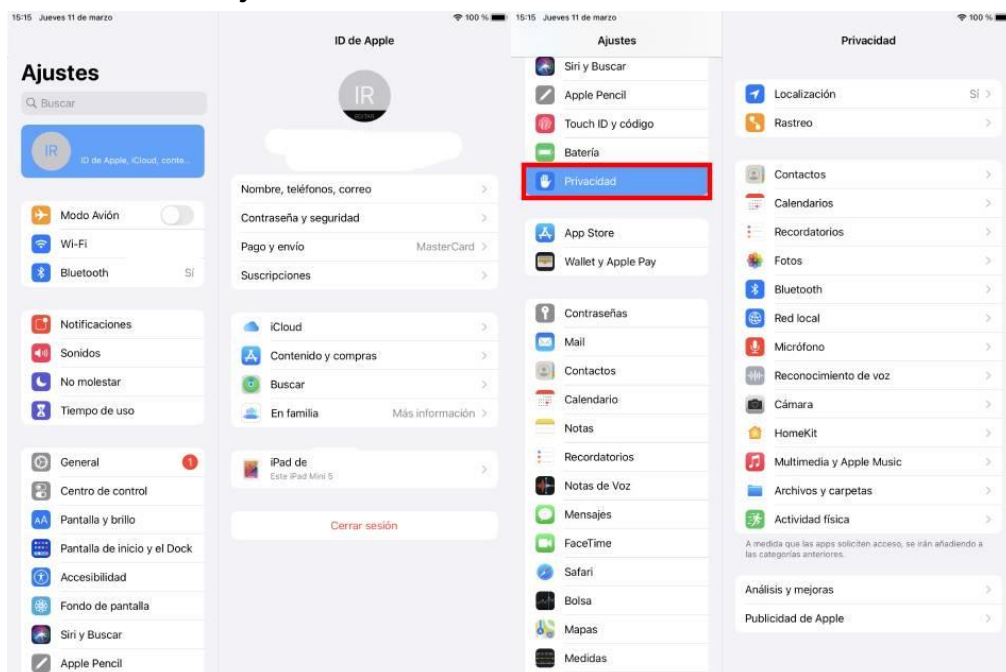 15:15 Jueves 11 de marzo
100 %
Ajustes
Buscar
IR
ID de Apple, iCloud, conte...
Modo Avión
Wi-Fi
Bluetooth
Sí
Notificaciones
Sonidos
No molestar
Tiempo de uso
General
1
Centro de control
Pantalla y brillo
Pantalla de inicio y el Dock
Accesibilidad
Fondo de pantalla
Siri y Buscar
Apple Pencil
ID de Apple
IR
EDITAR
Nombre, teléfonos, correo
Contraseña y seguridad
Pago y envío
MasterCard
Suscripciones
iCloud
Contenido y compras
Buscar
En familia
Más información
iPad de
Este iPad Mini 5
Cerrar sesión
15:15 Jueves 11 de marzo
100 %
Ajustes
Siri y Buscar
Apple Pencil
Touch ID y código
Batería
Privacidad
App Store
Wallet y Apple Pay
Contraseñas
Mail
Contactos
Calendario
Notas
Recordatorios
Notas de Voz
Mensajes
FaceTime
Safari
Bolsa
Mapas
Medidas
Privacidad
Localización
Sí
Rastreo
Contactos
Calendarios
Recordatorios
Fotos
Bluetooth
Red local
Micrófono
Reconocimiento de voz
Cámara
HomeKit
Multimedia y Apple Music
Archivos y carpetas
Actividad física
A medida que las apps soliciten acceso, se irán añadiendo a
las categorías anteriores.
Análisis y mejoras
Publicidad de Apple